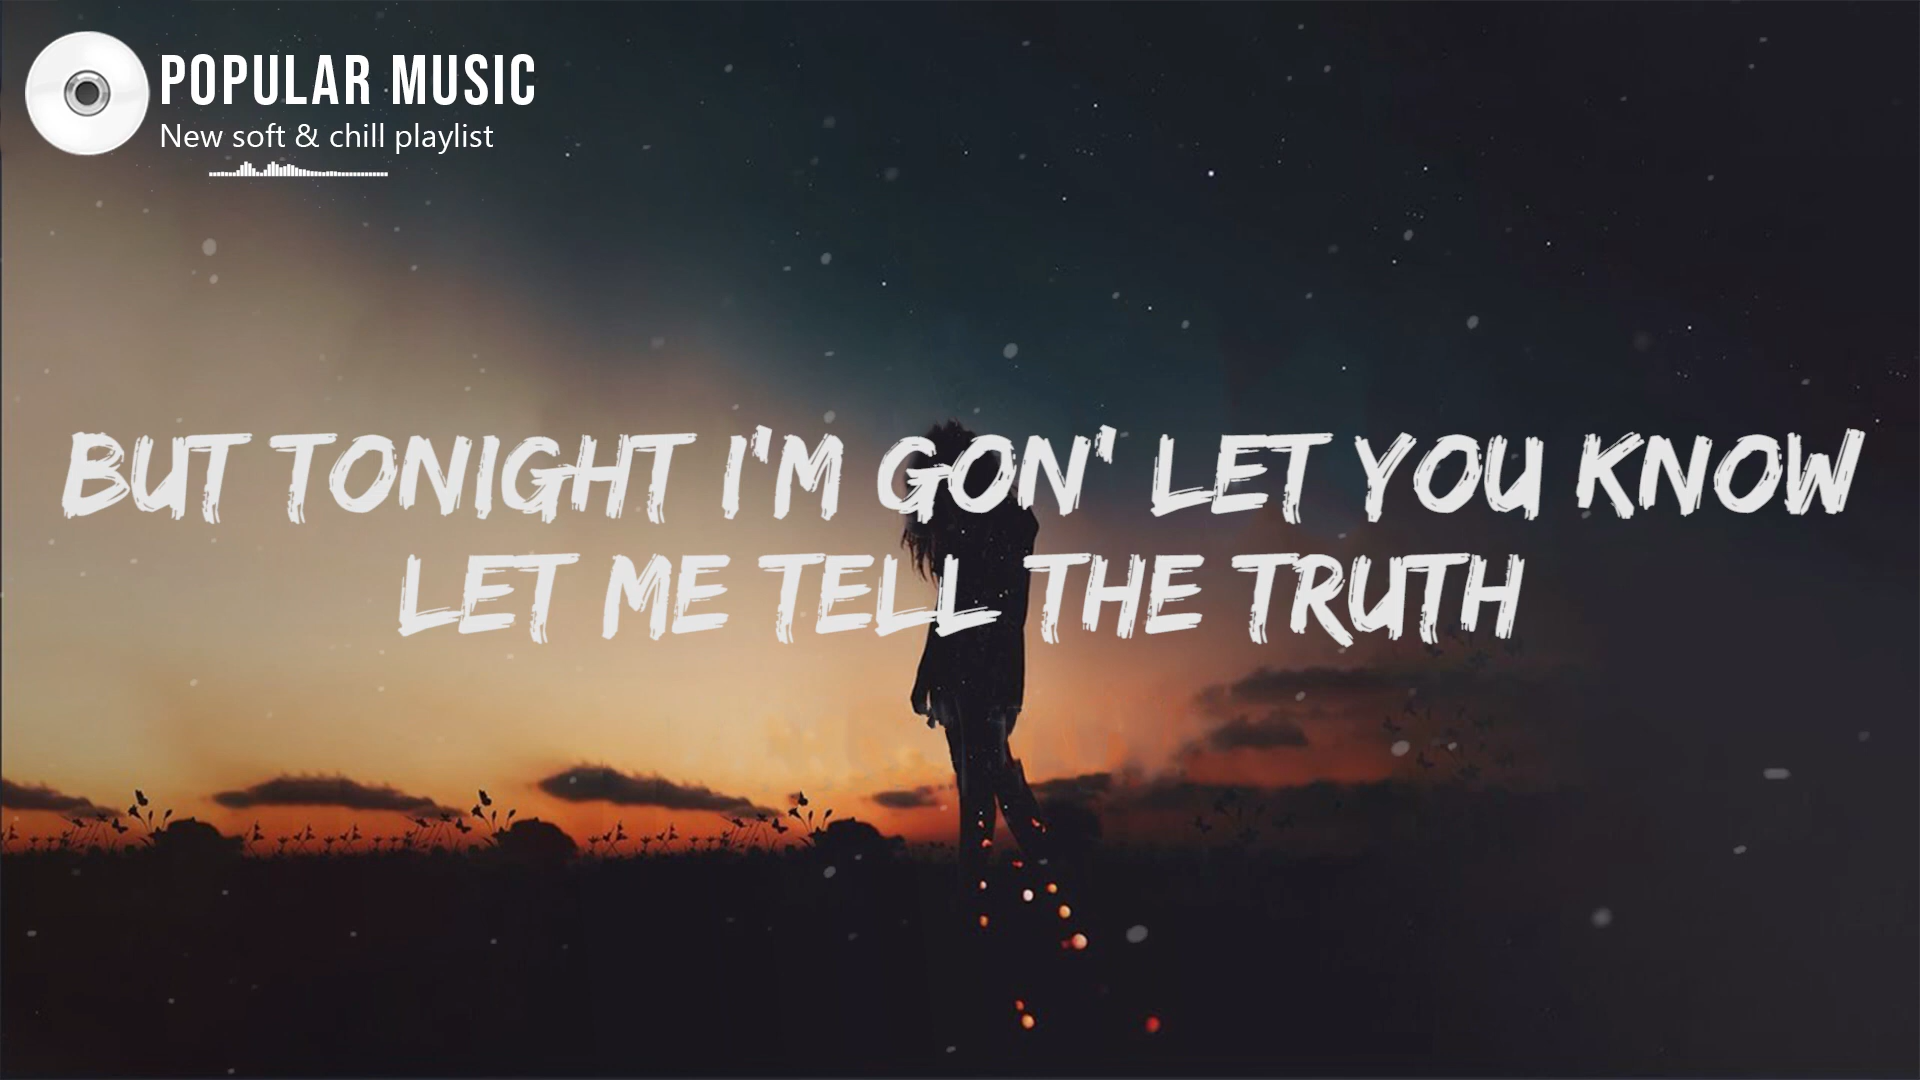 POPULAR MUSIC
New soft & chill playlist
BUT TONIGHT I'M GON' LET YOU KNOW
LET ME TELL THE TRUTH